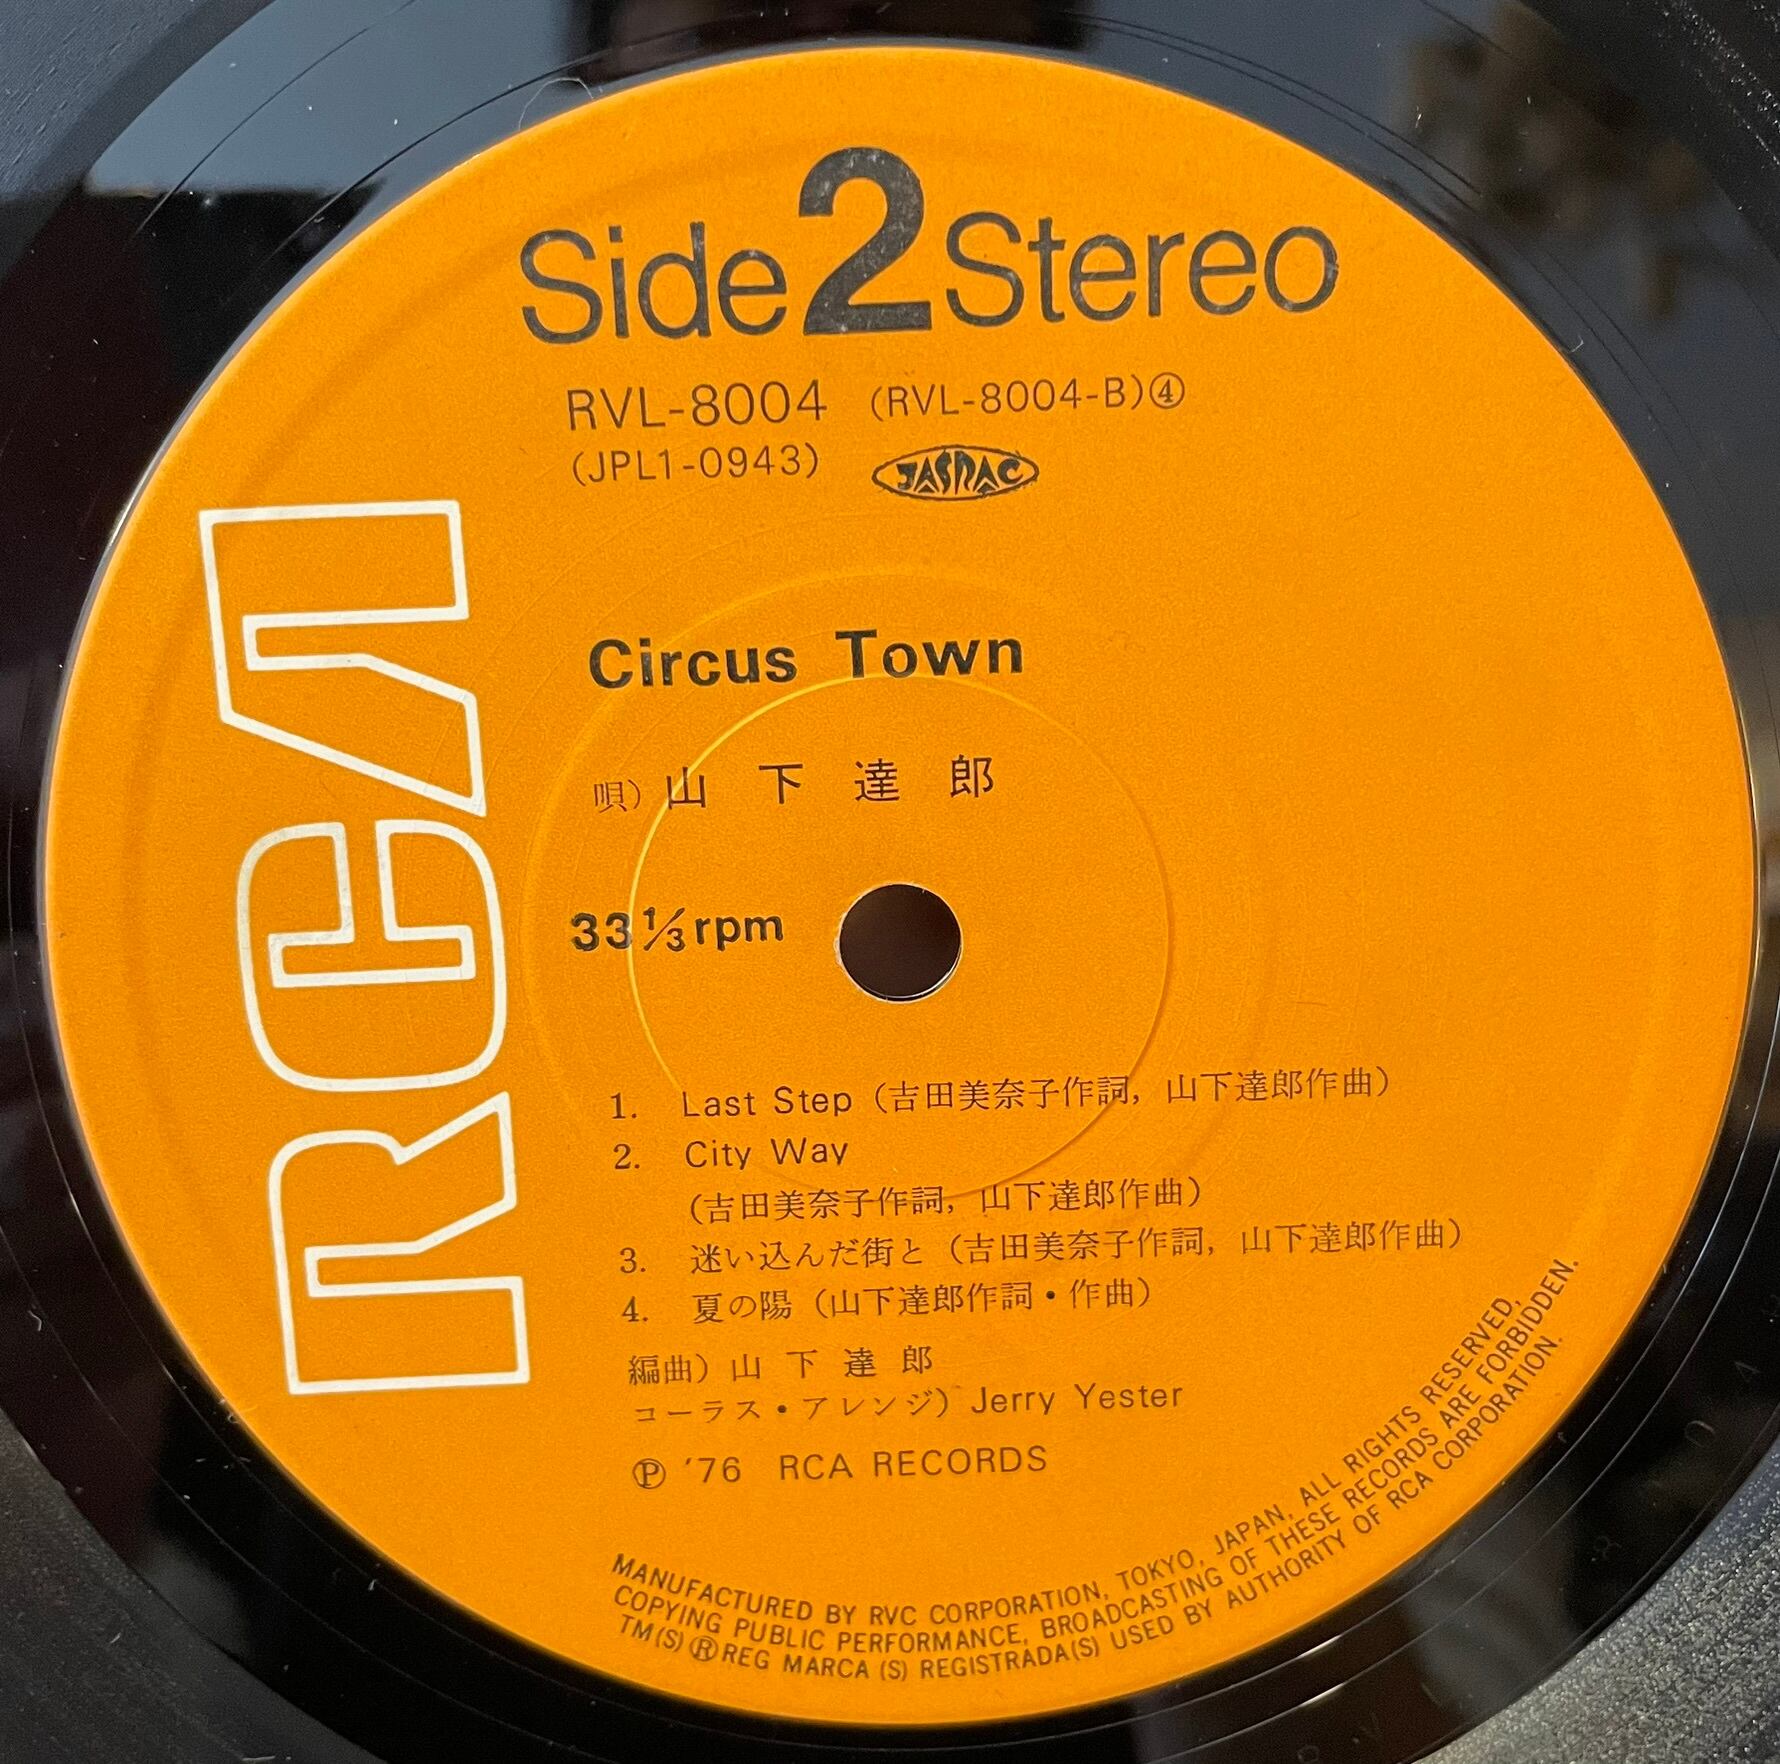 Side 2 Stereo
RVL-8004 (RVL-8004-B)④
(JPL1-0943) JASRAC
RCA
Circus Town
唄) 山下達郎
33⅓rpm
1. Last Step (吉田美奈子作詞, 山下達郎作曲)
2. City Way
(吉田美奈子作詞, 山下達郎作曲)
3. 迷い込んだ街と (吉田美奈子作詞, 山下達郎作曲)
4. 夏の陽 (山下達郎作詞・作曲)
編曲) 山下達郎
コーラス・アレンジ) Jerry Yester
Ⓟ '76 RCA RECORDS
MANUFACTURED BY RVC CORPORATION, TOKYO, JAPAN, ALL RIGHTS RESERVED,
COPYING PUBLIC PERFORMANCE, BROADCASTING OF THESE RECORDS ARE FORBIDDEN.
TM(S) ® REG MARCA (S) REGISTRADA(S) USED BY AUTHORITY OF RCA CORPORATION.